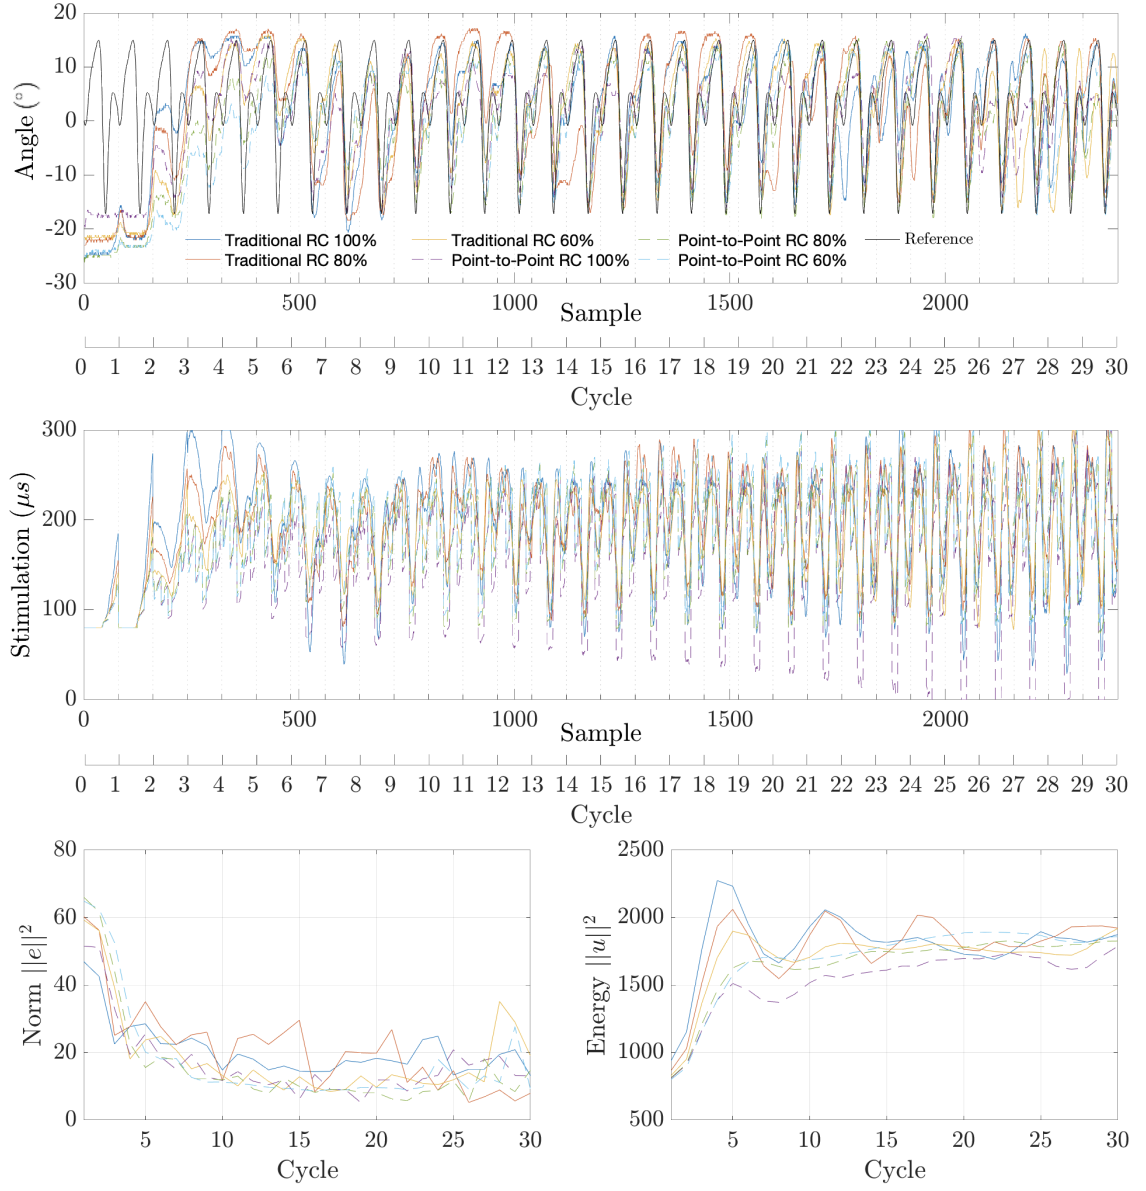 20
10
0
-10
-20
-30
Angle (°)
Traditional RC 100% Traditional RC 60% Point-to-Point RC 80% Reference
Traditional RC 80% Point-to-Point RC 100% Point-to-Point RC 60%
0 500 1000 1500 2000
Sample
0 1 2 3 4 5 6 7 8 9 10 11 12 13 14 15 16 17 18 19 20 21 22 23 24 25 26 27 28 29 30
Cycle
300
200
100
0
Stimulation (μs)
0 500 1000 1500 2000
Sample
0 1 2 3 4 5 6 7 8 9 10 11 12 13 14 15 16 17 18 19 20 21 22 23 24 25 26 27 28 29 30
Cycle
80
60
40
20
0
Norm ||e||²
5 10 15 20 25 30
Cycle
2500
2000
1500
1000
500
Energy ||u||²
5 10 15 20 25 30
Cycle